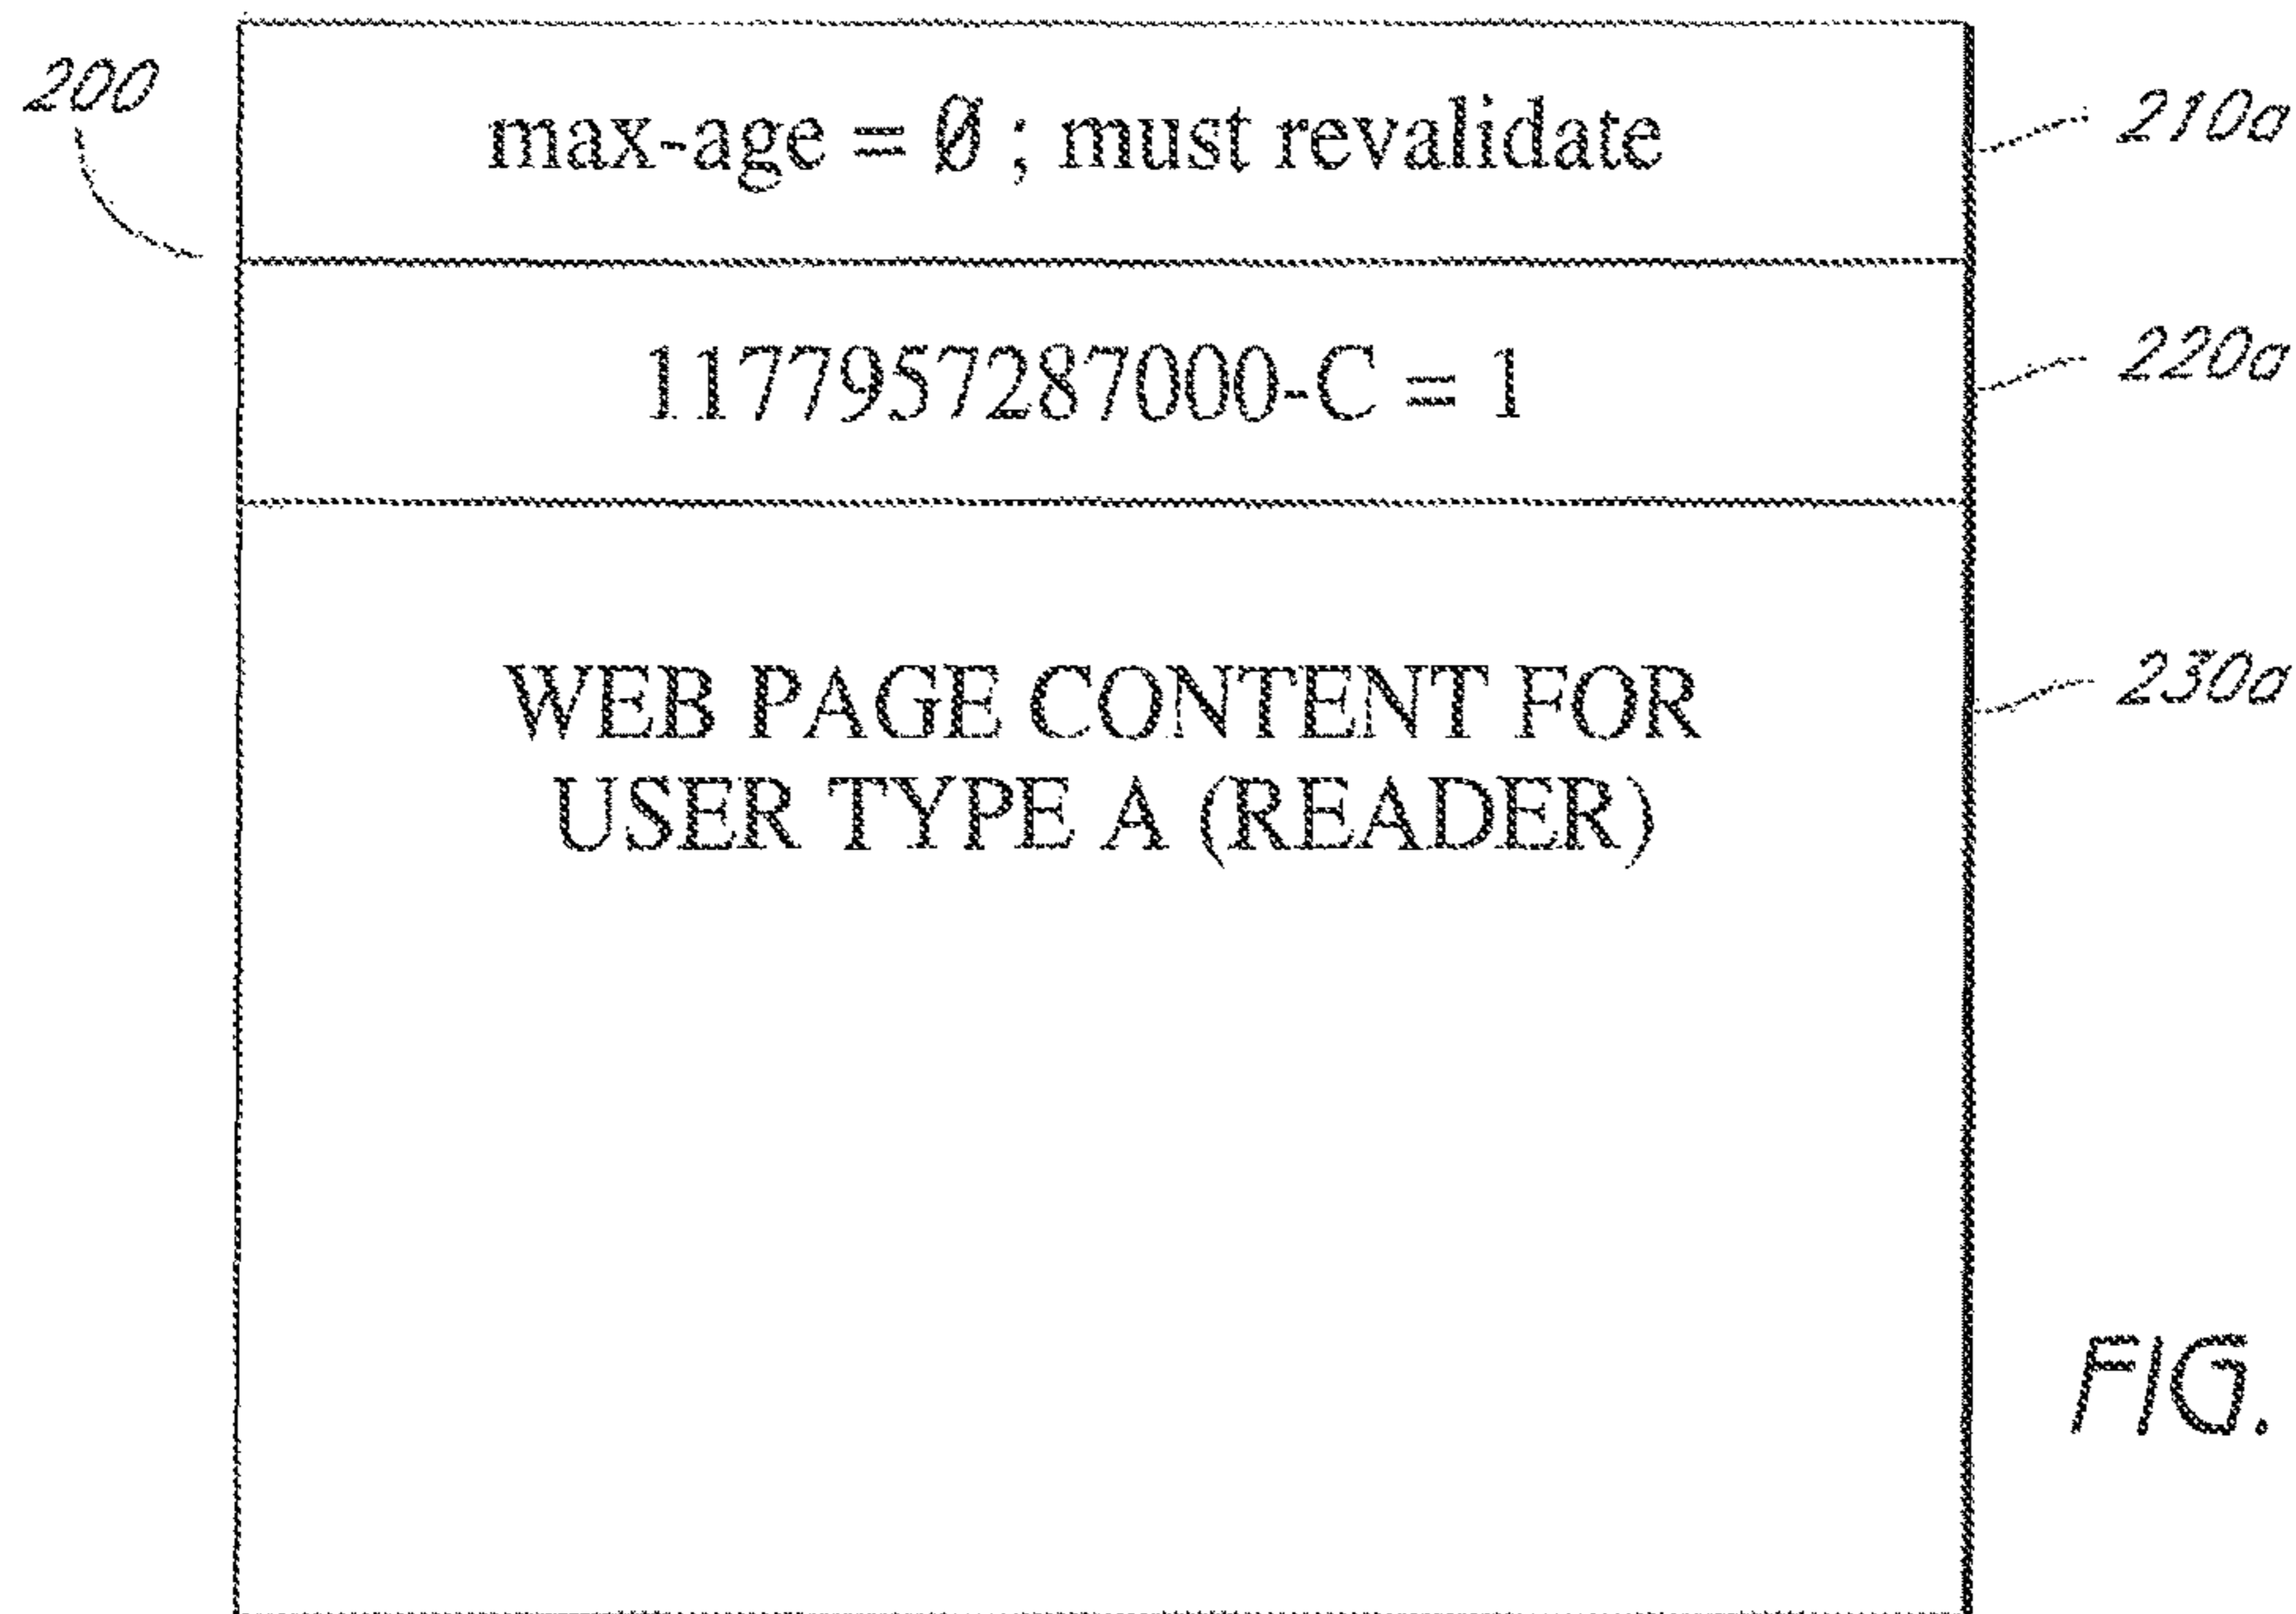 200
max-age = Ø ; must revalidate
210a
1177957287000-C = 1
220a
WEB PAGE CONTENT FOR
USER TYPE A (READER)
230a
FIG.